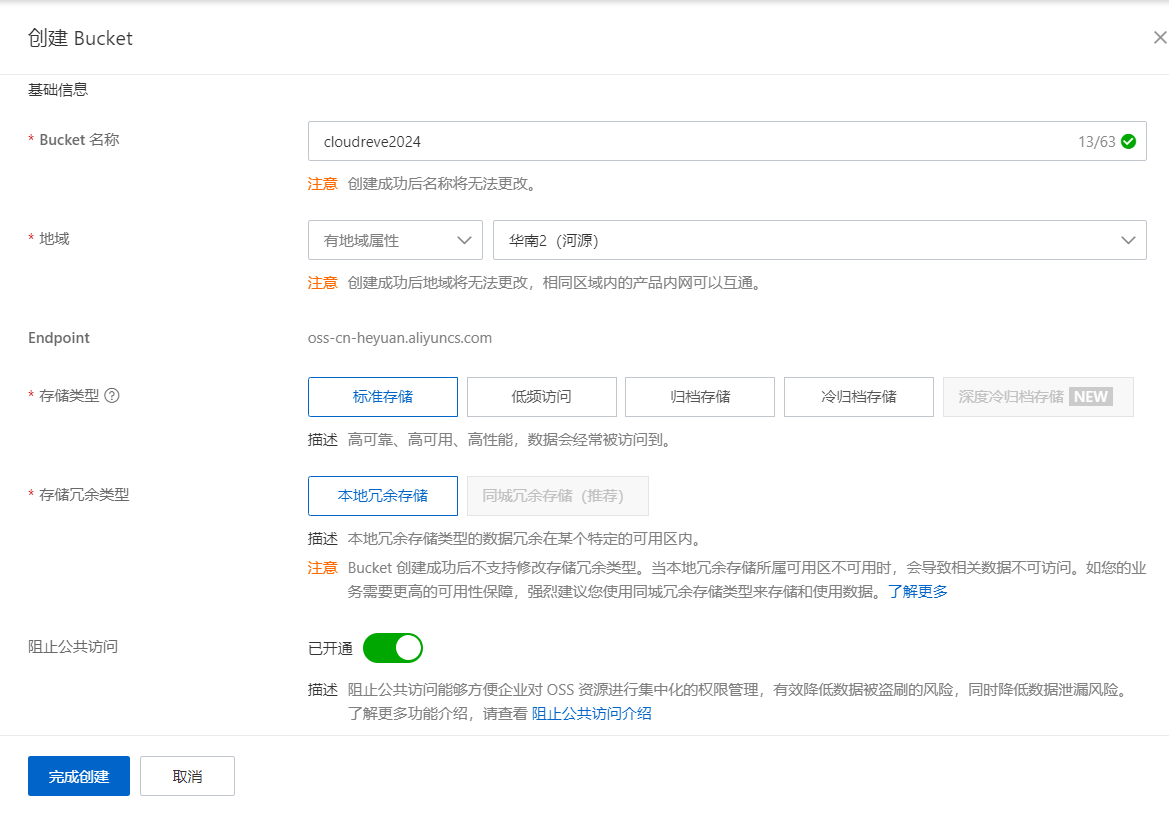 创建 Bucket
基础信息
* Bucket 名称
cloudreve2024
13/63
注意 创建成功后名称将无法更改。
* 地域
有地域属性
华南2（河源）
注意 创建成功后地域将无法更改，相同区域内的产品内网可以互通。
Endpoint
oss-cn-heyuan.aliyuncs.com
* 存储类型 ?
标准存储
低频访问
归档存储
冷归档存储
深度冷归档存储 NEW
描述 高可靠、高可用、高性能，数据会经常被访问到。
* 存储冗余类型
本地冗余存储
同城冗余存储（推荐）
描述 本地冗余存储类型的数据冗余在某个特定的可用区内。
注意 Bucket 创建成功后不支持修改存储冗余类型。当本地冗余存储所属可用区不可用时，会导致相关数据不可访问。如您的业
务需要更高的可用性保障，强烈建议您使用同城冗余存储类型来存储和使用数据。了解更多
阻止公共访问
已开通
描述 阻止公共访问能够方便企业对 OSS 资源进行集中化的权限管理，有效降低数据被盗刷的风险，同时降低数据泄漏风险。
了解更多功能介绍，请查看 阻止公共访问介绍
完成创建
取消